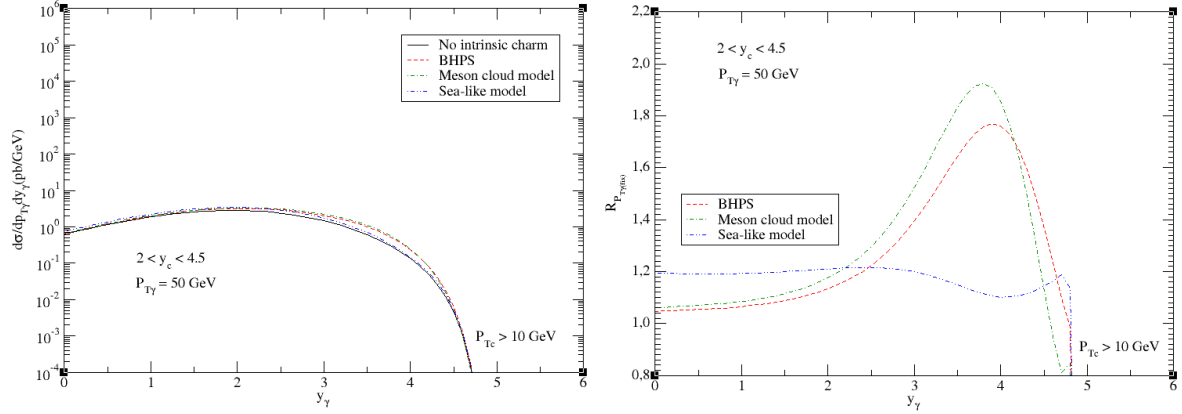 10^6
10^5
10^4
10^3
10^2
10^1
10^0
10^-1
10^-2
10^-3
10^-4
dσ/dp_Tγdy_γ(pb/GeV)
No intrinsic charm
BHPS
Meson cloud model
Sea-like model
2 < y_c < 4.5
P_Tγ = 50 GeV
P_Tc > 10 GeV
0 1 2 3 4 5 6
y_γ
2,2
2,0
1,8
1,6
1,4
1,2
1,0
0,8
R_P_Tγ(fix)
2 < y_c < 4.5
P_Tγ = 50 GeV
BHPS
Meson cloud model
Sea-like model
P_Tc > 10 GeV
0 1 2 3 4 5 6
y_γ